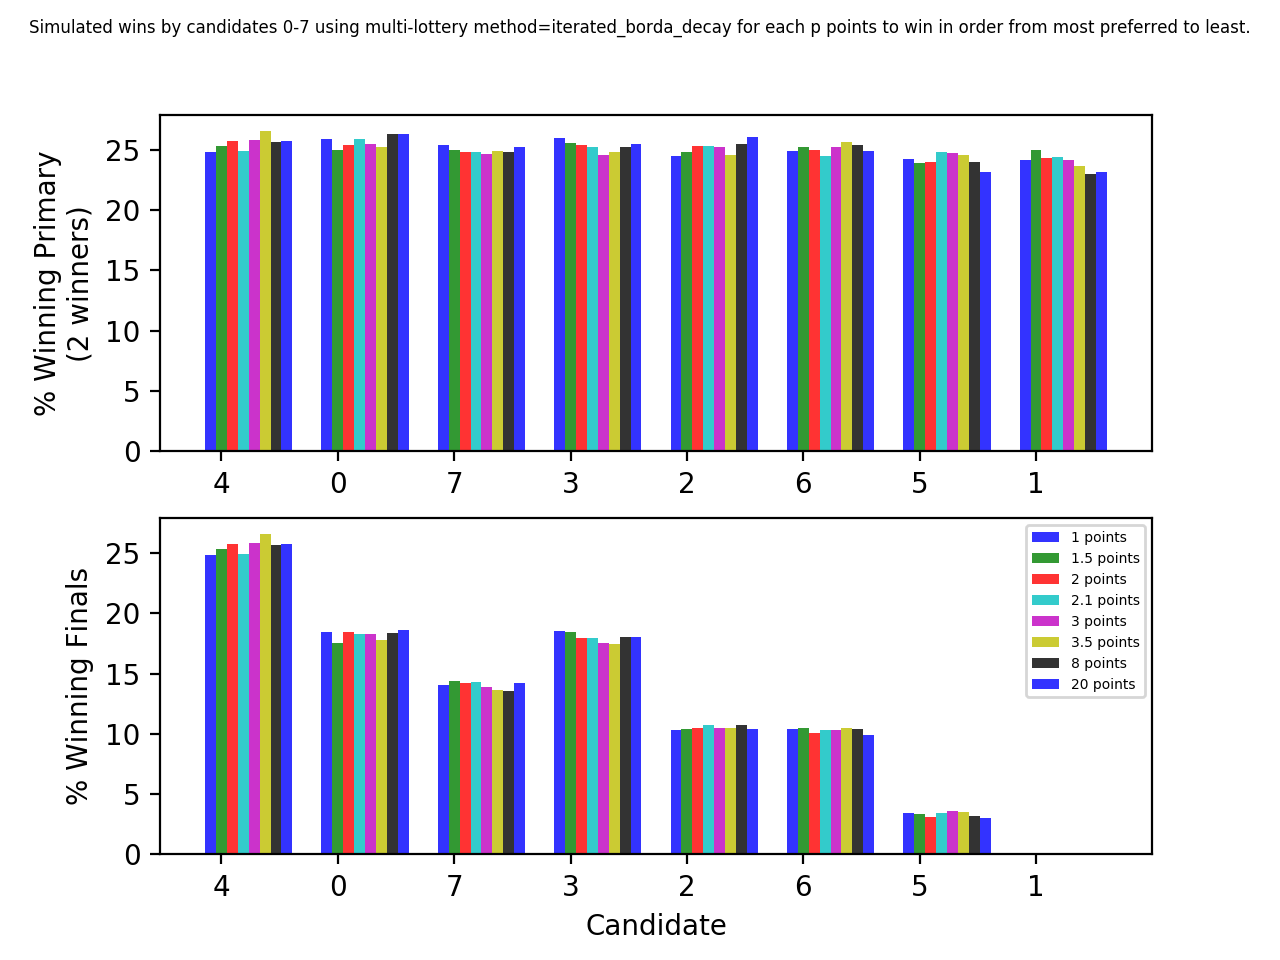 Simulated wins by candidates 0-7 using multi-lottery method=iterated_borda_decay for each p points to win in order from most preferred to least.
% Winning Primary
(2 winners)
25
20
15
10
5
0
4 0 7 3 2 6 5 1
% Winning Finals
25
20
15
10
5
0
1 points
1.5 points
2 points
2.1 points
3 points
3.5 points
8 points
20 points
4 0 7 3 2 6 5 1
Candidate